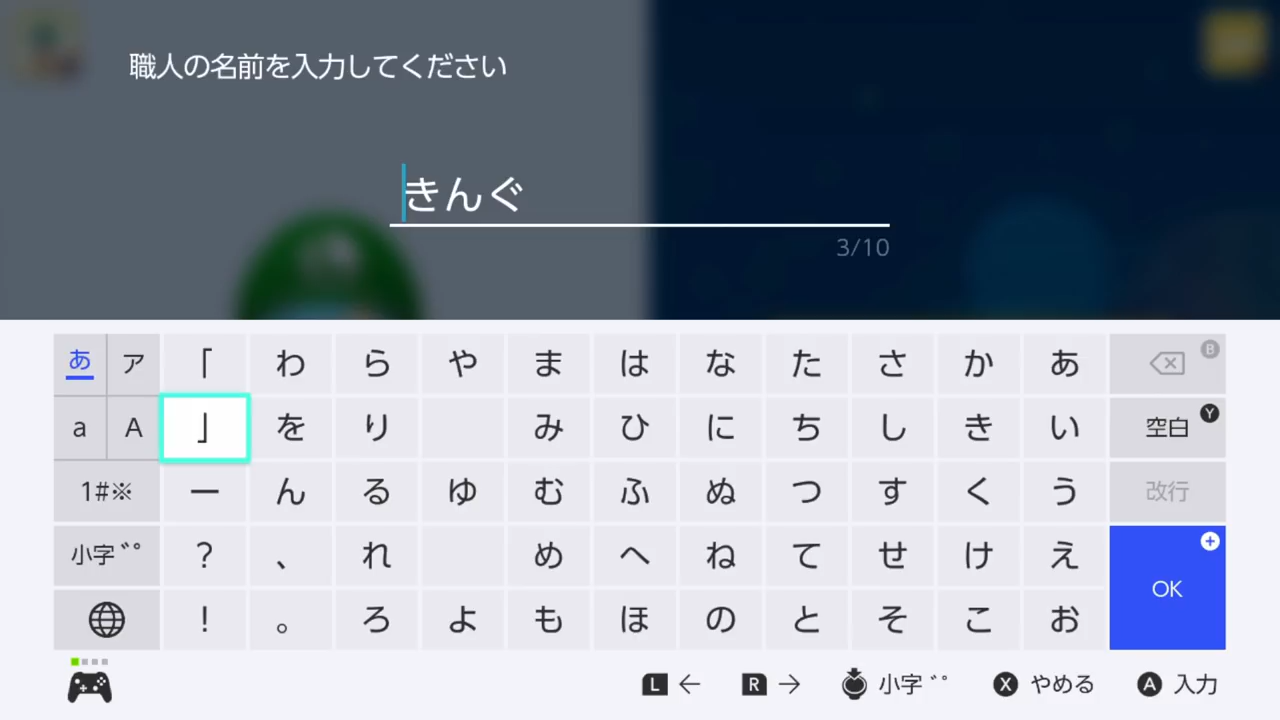 職人の名前を入力してください
きんぐ
3/10
あ ア 「 わ ら や ま は な た さ か あ B
a A 」 を り み ひ に ち し き い 空白 Y
1#※ ー ん る ゆ む ふ ぬ つ す く う 改行
小字゛゜ ? 、 れ め へ ね て せ け え +
! 。 ろ よ も ほ の と そ こ お OK
L ← R → 小字゛゜ X やめる A 入力